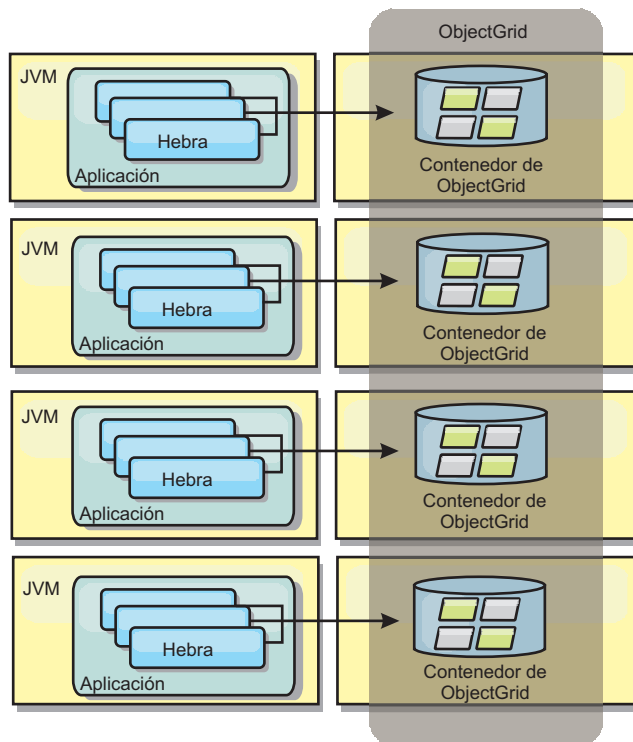 ObjectGrid
JVM
Hebra
Aplicación
Contenedor de
ObjectGrid
JVM
Hebra
Aplicación
Contenedor de
ObjectGrid
JVM
Hebra
Aplicación
Contenedor de
ObjectGrid
JVM
Hebra
Aplicación
Contenedor de
ObjectGrid